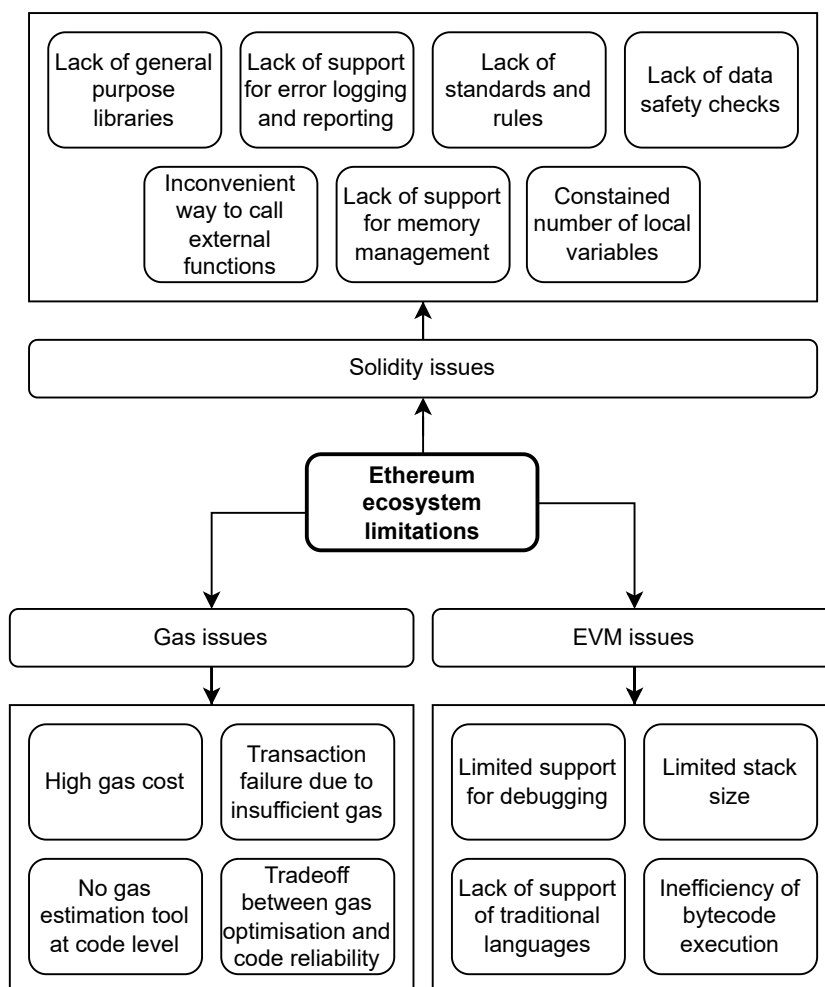 Lack of general
purpose
libraries
Lack of support
for error logging
and reporting
Lack of
standards and
rules
Lack of data
safety checks
Inconvenient
way to call
external
functions
Lack of support
for memory
management
Constained
number of local
variables
Solidity issues
Ethereum
ecosystem
limitations
Gas issues
EVM issues
High gas cost
Transaction
failure due to
insufficient gas
No gas
estimation tool
at code level
Tradeoff
between gas
optimisation and
code reliability
Limited support
for debugging
Limited stack
size
Lack of support
of traditional
languages
Inefficiency of
bytecode
execution